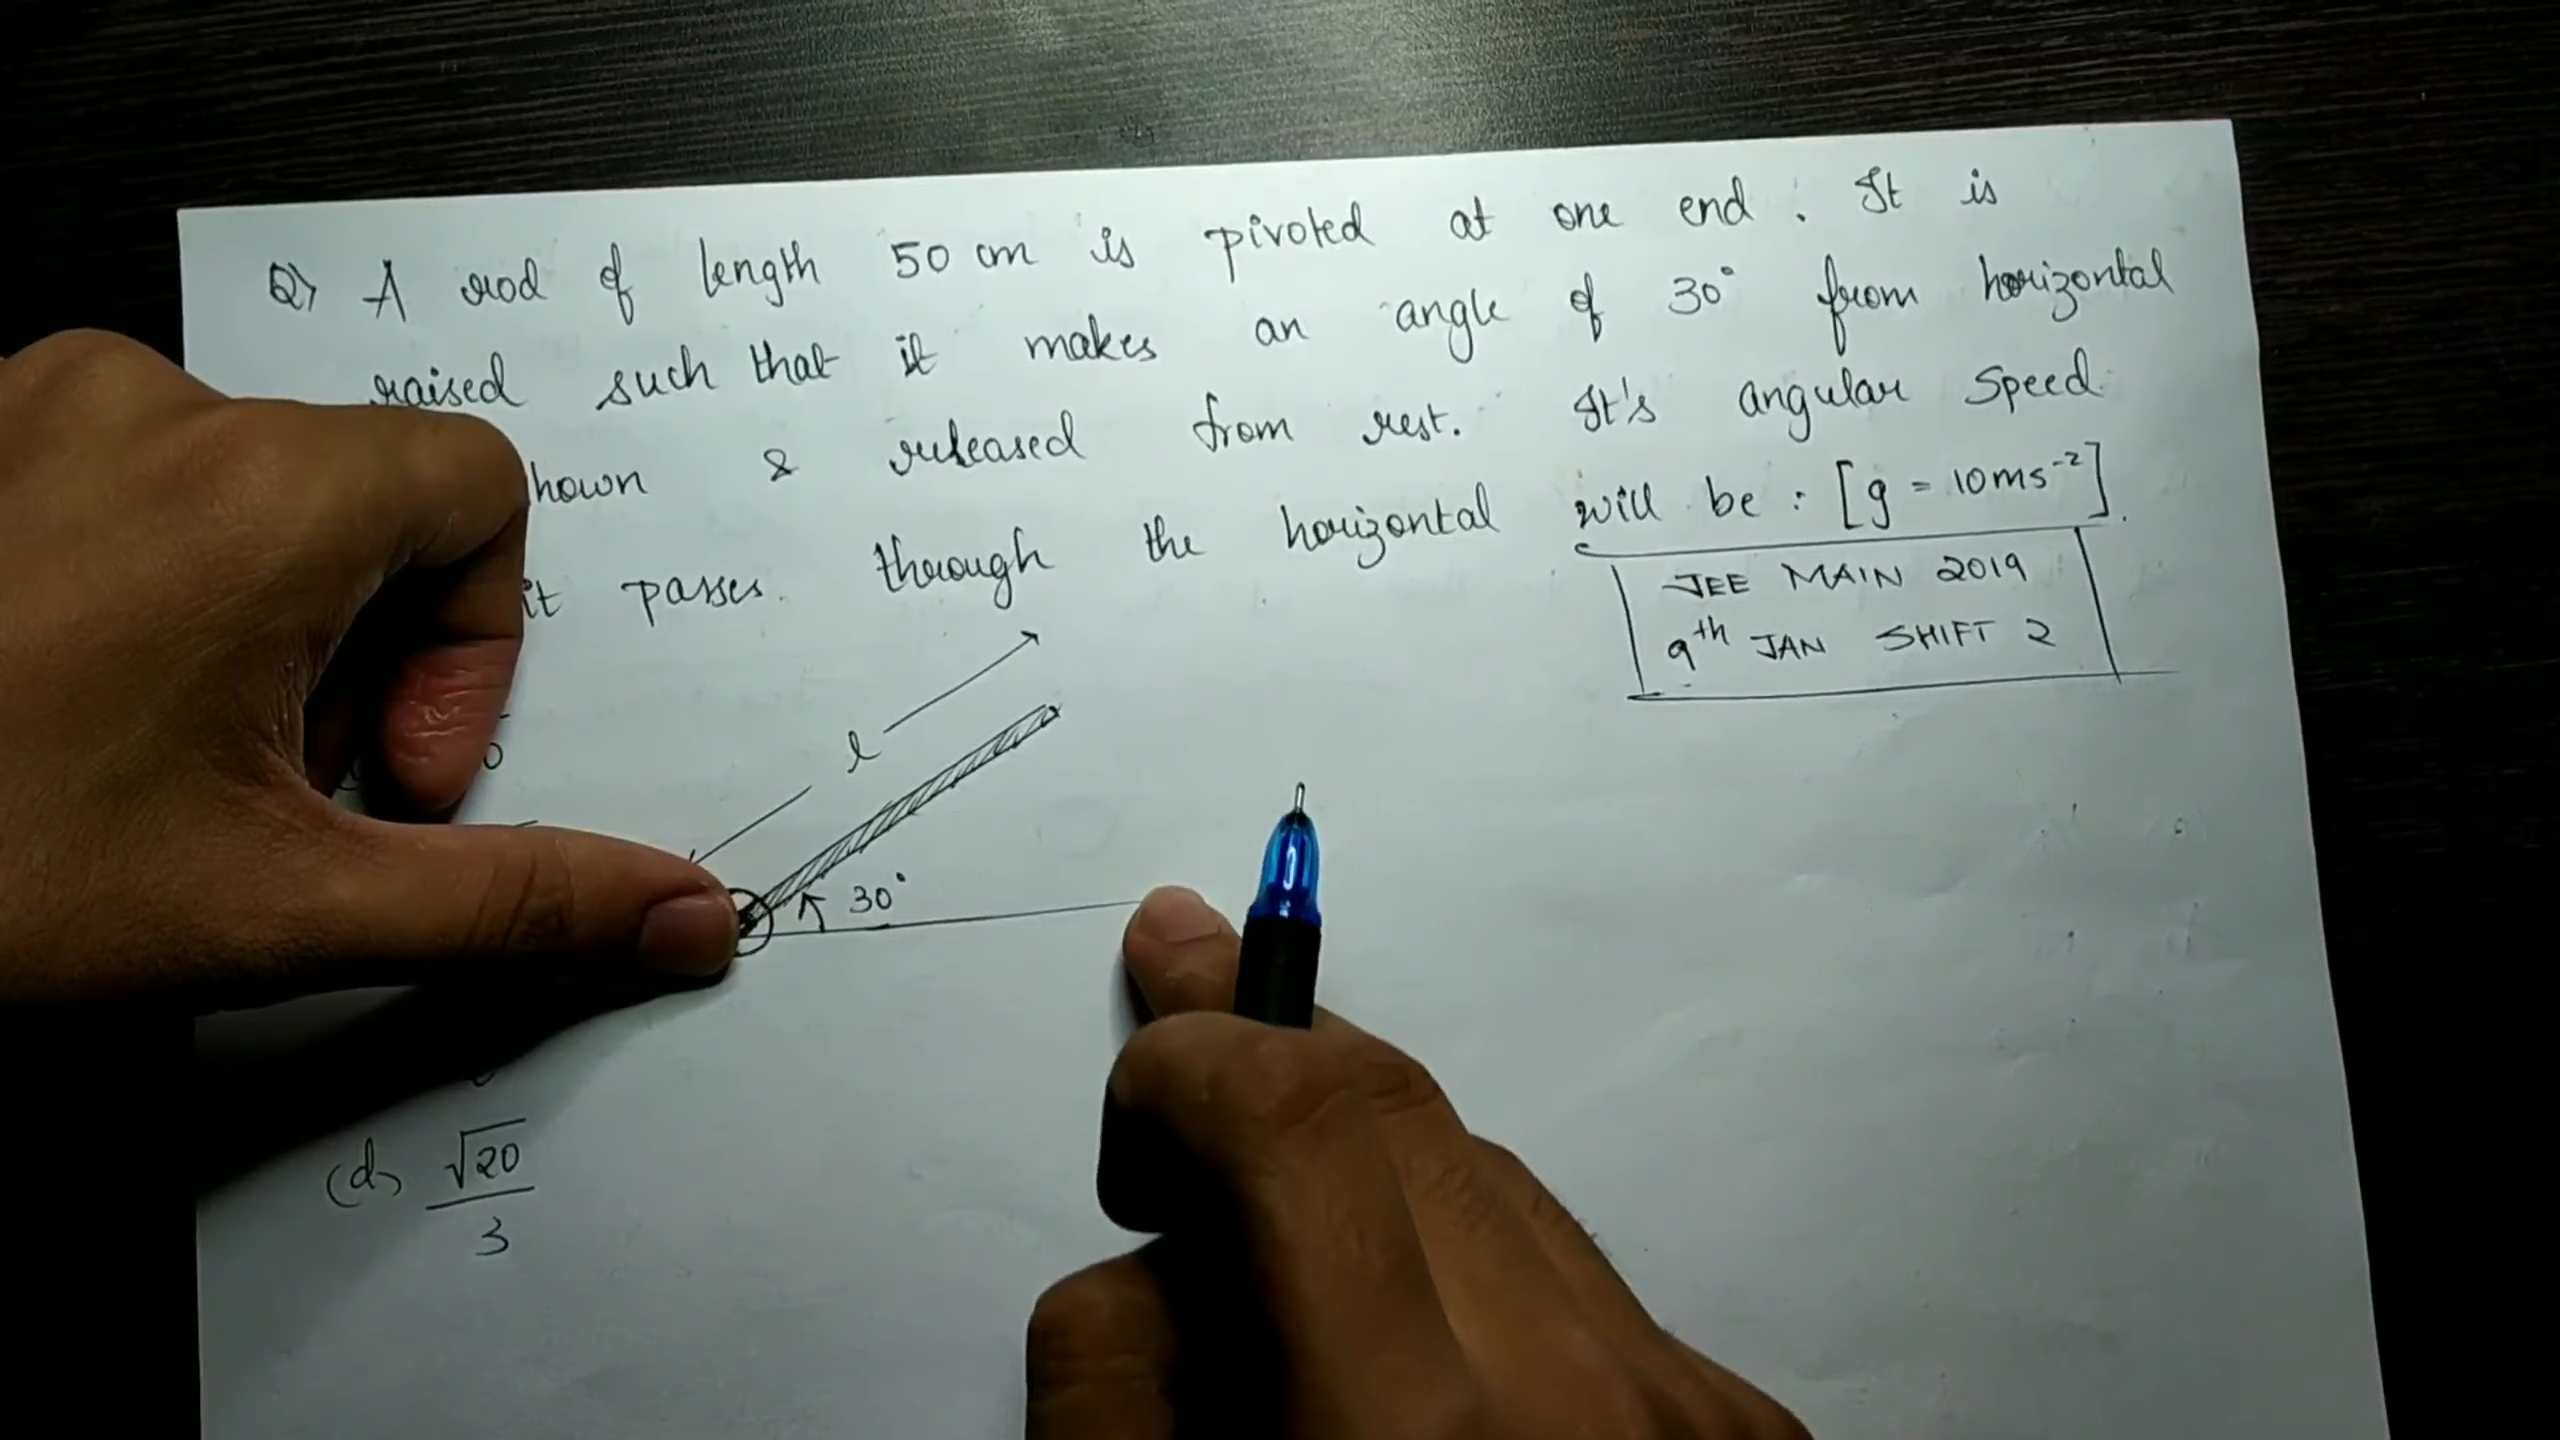 Q) A rod of length 50 cm is pivoted at one end. It is
raised such that it makes an angle of 30° from horizontal
hown & released from rest. It's angular speed
it passes through the horizontal will be : [g = 10ms⁻²].
JEE MAIN 2019
9th JAN SHIFT 2
l
30°
(d) √20/3